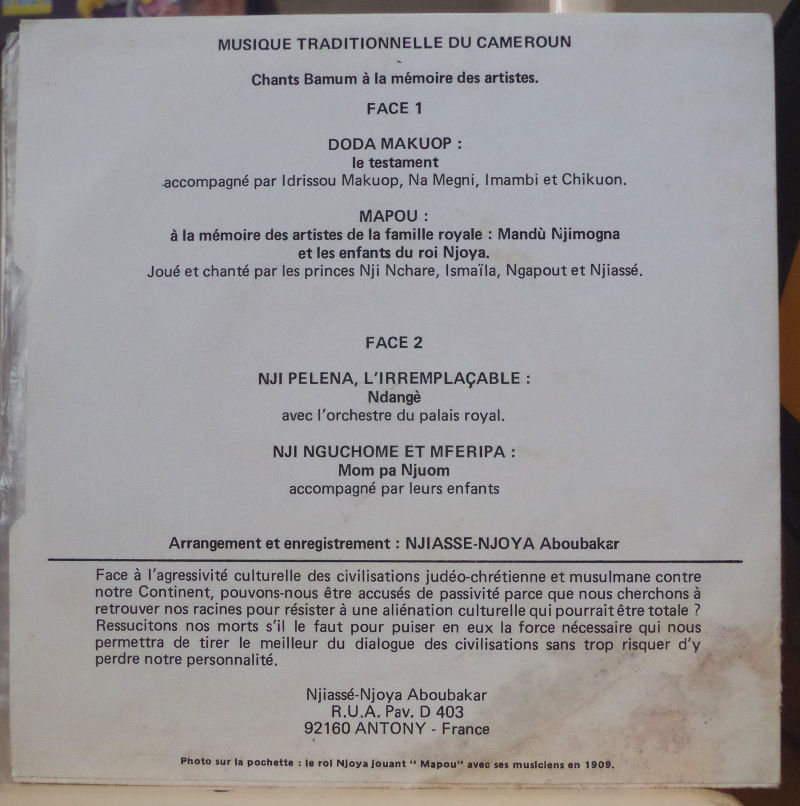 MUSIQUE TRADITIONNELLE DU CAMEROUN
Chants Bamum à la mémoire des artistes.
FACE 1
DODA MAKUOP :
le testament
accompagné par Idrissou Makuop, Na Megni, Imambi et Chikuon.
MAPOU :
à la mémoire des artistes de la famille royale : Mandù Njimogna
et les enfants du roi Njoya.
Joué et chanté par les princes Nji Nchare, Ismaïla, Ngapout et Njiassé.
FACE 2
NJI PELENA, L'IRREMPLAÇABLE :
Ndangè
avec l'orchestre du palais royal.
NJI NGUCHOME ET MFERIPA :
Mom pa Njuom
accompagné par leurs enfants
Arrangement et enregistrement : NJIASSE-NJOYA Aboubakar
Face à l'agressivité culturelle des civilisations judéo-chrétienne et musulmane contre
notre Continent, pouvons-nous être accusés de passivité parce que nous cherchons à
retrouver nos racines pour résister à une aliénation culturelle qui pourrait être totale ?
Ressucitons nos morts s'il le faut pour puiser en eux la force nécessaire qui nous
permettra de tirer le meilleur du dialogue des civilisations sans trop risquer d'y
perdre notre personnalité.
Njiassé-Njoya Aboubakar
R.U.A. Pav. D 403
92160 ANTONY - France
Photo sur la pochette : le roi Njoya jouant " Mapou" avec ses musiciens en 1909.